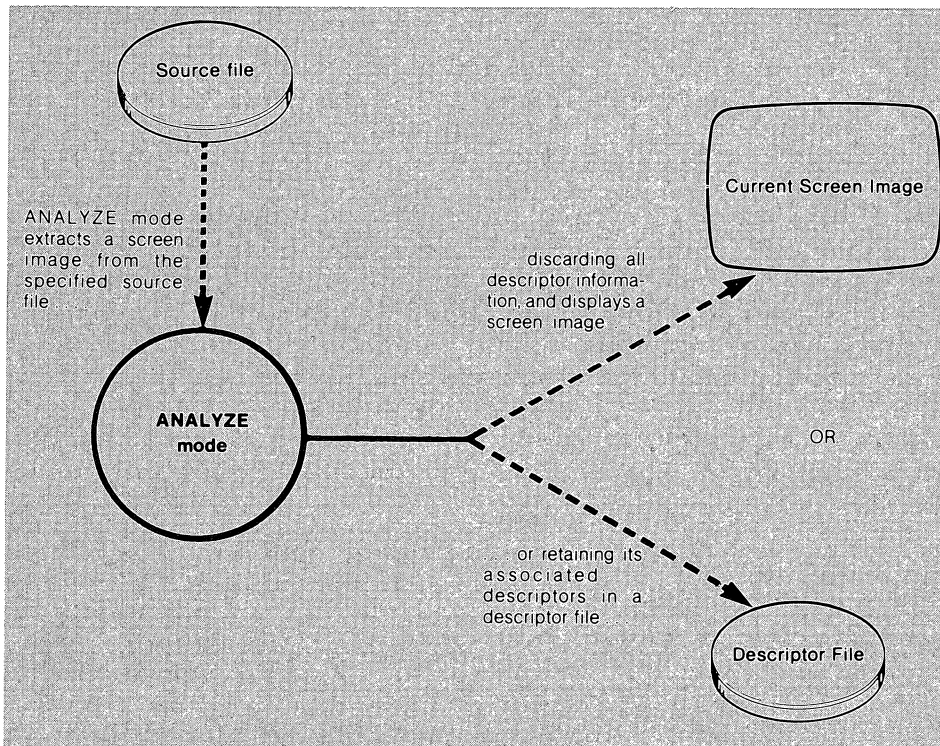 Source file
ANALYZE mode
extracts a screen
image from the
specified source
file ...
Current Screen Image
... discarding all
descriptor informa-
tion, and displays a
screen image
ANALYZE
mode
OR
.... or retaining its
associated
descriptors in a
descriptor file ...
Descriptor File